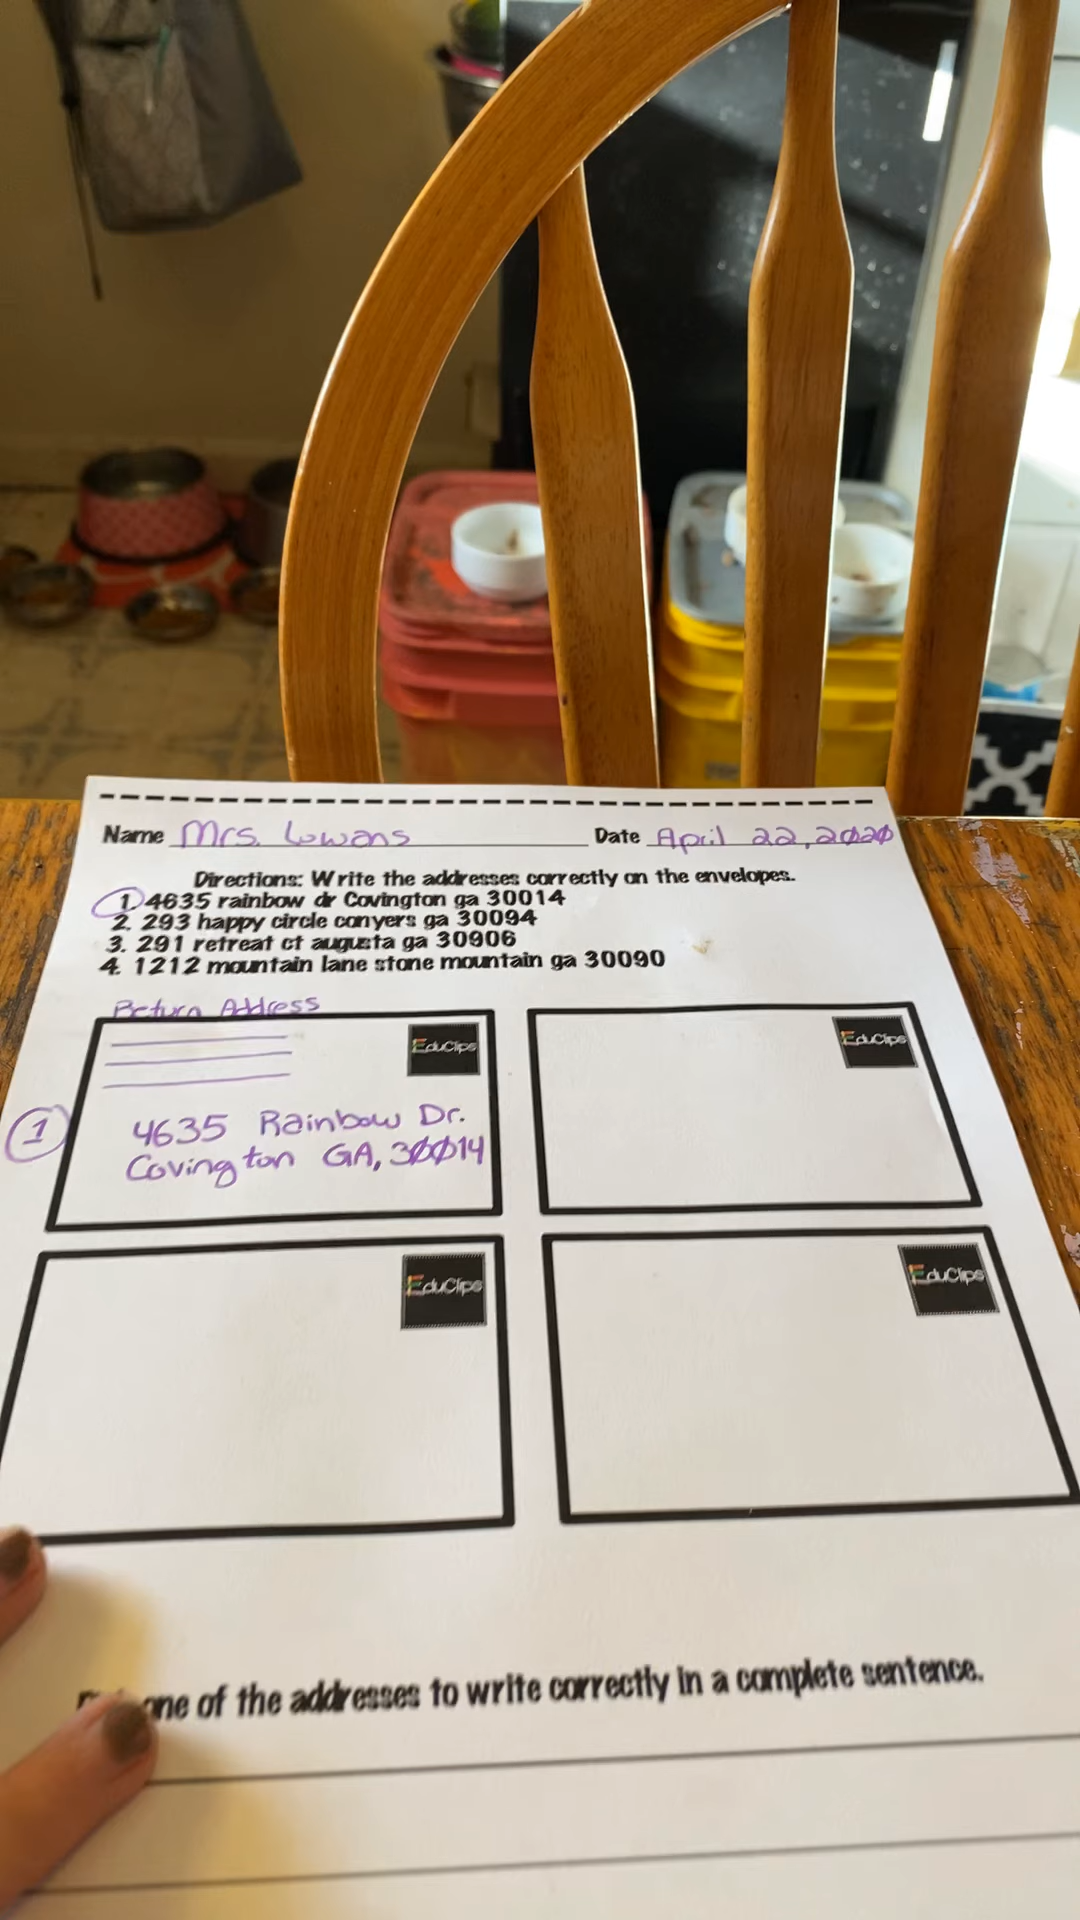 Name Mrs. Lowans Date April 22, 2020
Directions: Write the addresses correctly on the envelopes.
1. 4635 rainbow dr Covington ga 30014
2. 293 happy circle conyers ga 30094
3. 291 retreat ct augusta ga 30906
4. 1212 mountain lane stone mountain ga 30090
Return Address
EduClips
EduClips
1
4635 Rainbow Dr.
Covington GA, 30014
EduClips
EduClips
one of the addresses to write correctly in a complete sentence.